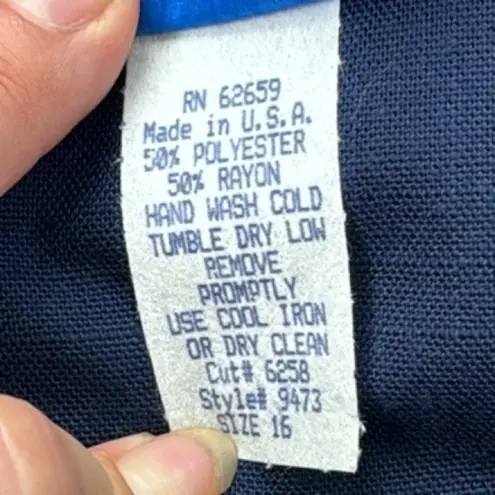 RN 62659
Made in U.S.A.
50% POLYESTER
50% RAYON
HAND WASH COLD
TUMBLE DRY LOW
REMOVE
PROMPTLY
USE COOL IRON
OR DRY CLEAN
Cut# 6258
Style# 9473
SIZE 16